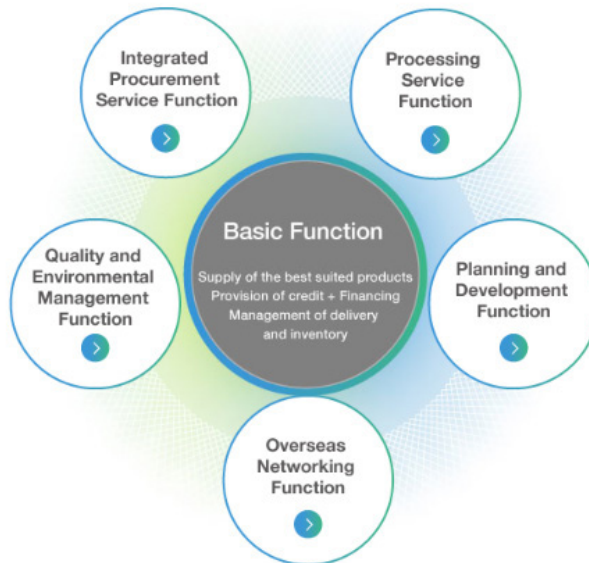 Integrated
Procurement
Service Function
Processing
Service
Function
Basic Function
Supply of the best suited products
Provision of credit + Financing
Management of delivery
and inventory
Quality and
Environmental
Management
Function
Planning and
Development
Function
Overseas
Networking
Function